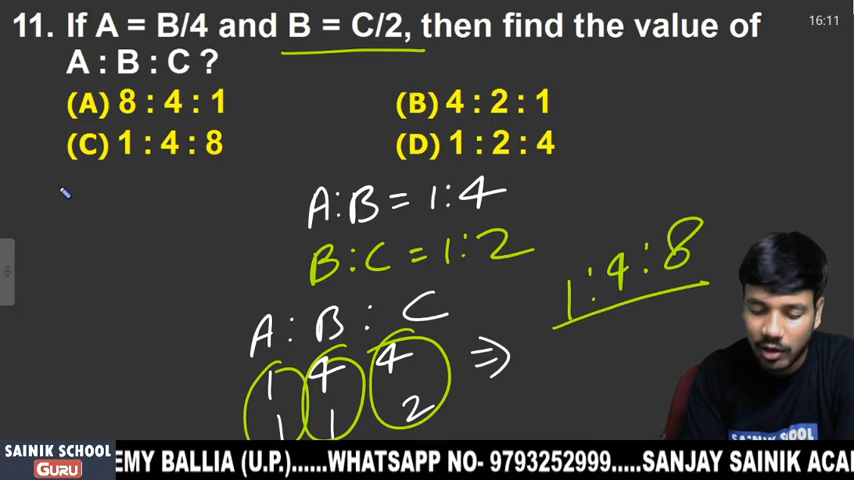 16:11
11. If A = B/4 and B = C/2, then find the value of
A : B : C ?
(A) 8 : 4 : 1
(B) 4 : 2 : 1
(C) 1 : 4 : 8
(D) 1 : 2 : 4
A:B = 1:4
B:C = 1:2
1:4:8
A : B : C
1 4 4 ⇒
1 1 2
SAINIK SCHOOL
Guru
EMY BALLIA (U.P.)......WHATSAPP NO- 9793252999.....SANJAY SAINIK ACA